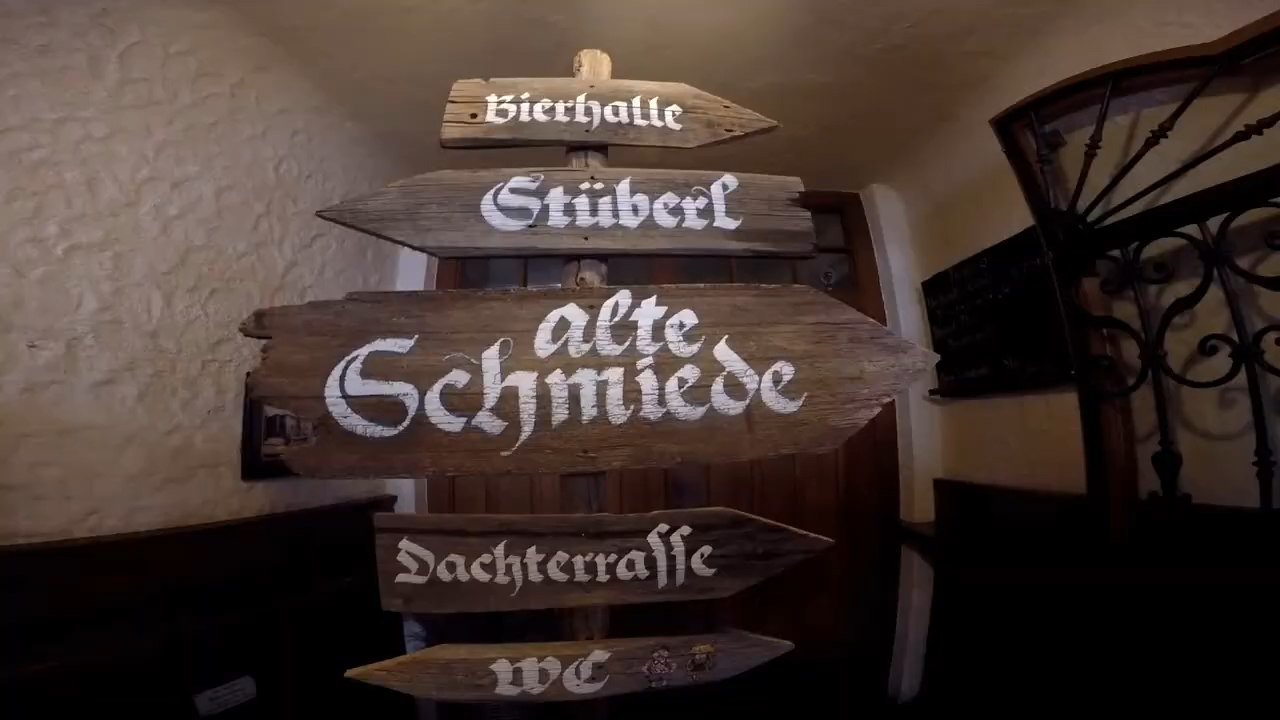 Bierhalle
Stüberl
alte
Schmiede
Dachterrasse
WC